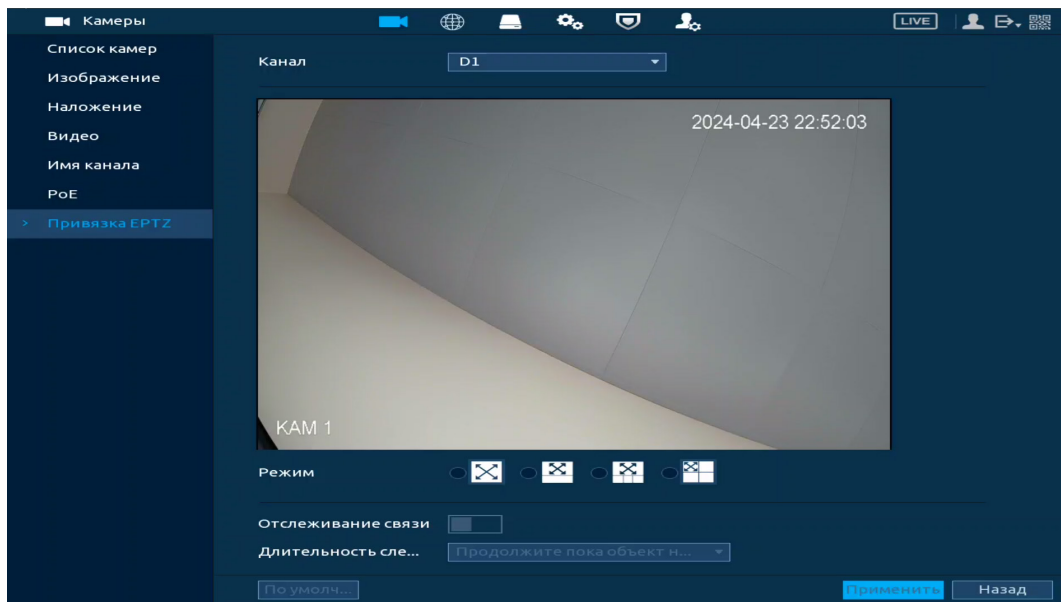 Камеры
LIVE
Список камер
Изображение
Наложение
Видео
Имя канала
PoE
> Привязка EPTZ
Канал
D1
2024-04-23 22:52:03
КАМ 1
Режим
Отслеживание связи
Длительность сле...
Продолжите пока объект н...
По умолч...
Применить
Назад